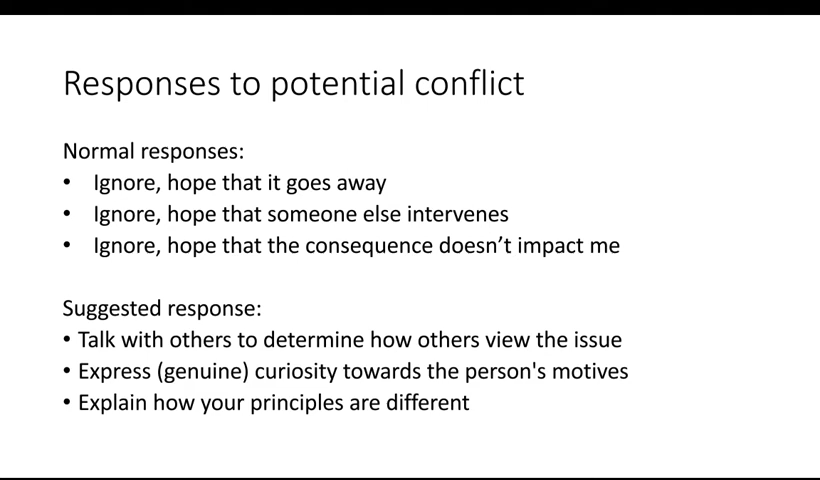 Responses to potential conflict
Normal responses:
• Ignore, hope that it goes away
• Ignore, hope that someone else intervenes
• Ignore, hope that the consequence doesn’t impact me
Suggested response:
• Talk with others to determine how others view the issue
• Express (genuine) curiosity towards the person's motives
• Explain how your principles are different